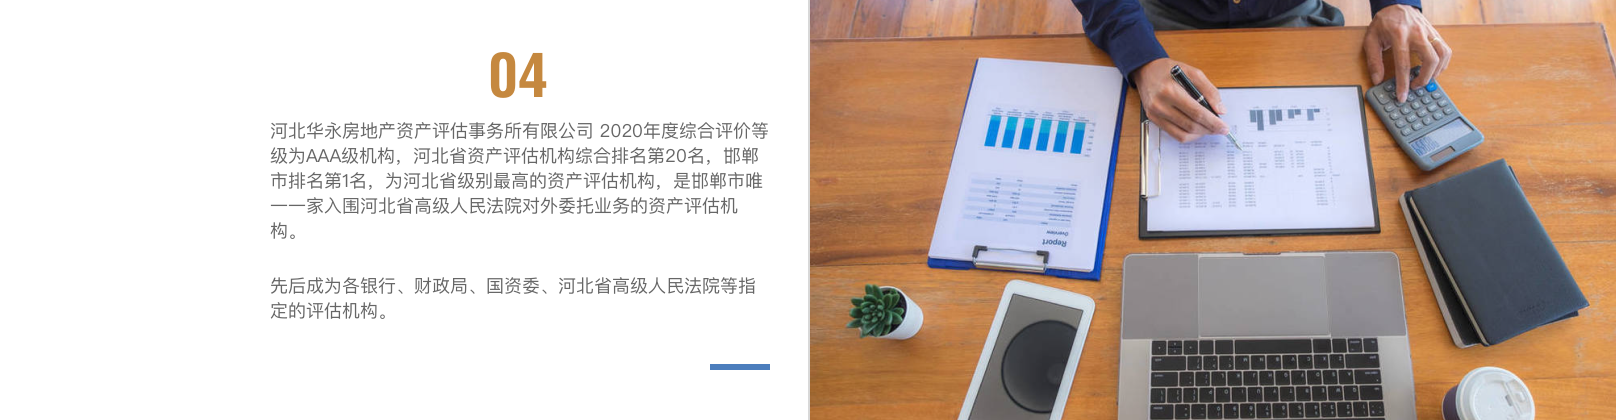 04
河北华永房地产资产评估事务所有限公司 2020年度综合评价等
级为AAA级机构，河北省资产评估机构综合排名第20名，邯郸
市排名第1名，为河北省级别最高的资产评估机构，是邯郸市唯
一一家入围河北省高级人民法院对外委托业务的资产评估机
构。
先后成为各银行、财政局、国资委、河北省高级人民法院等指
定的评估机构。
Overview
Report